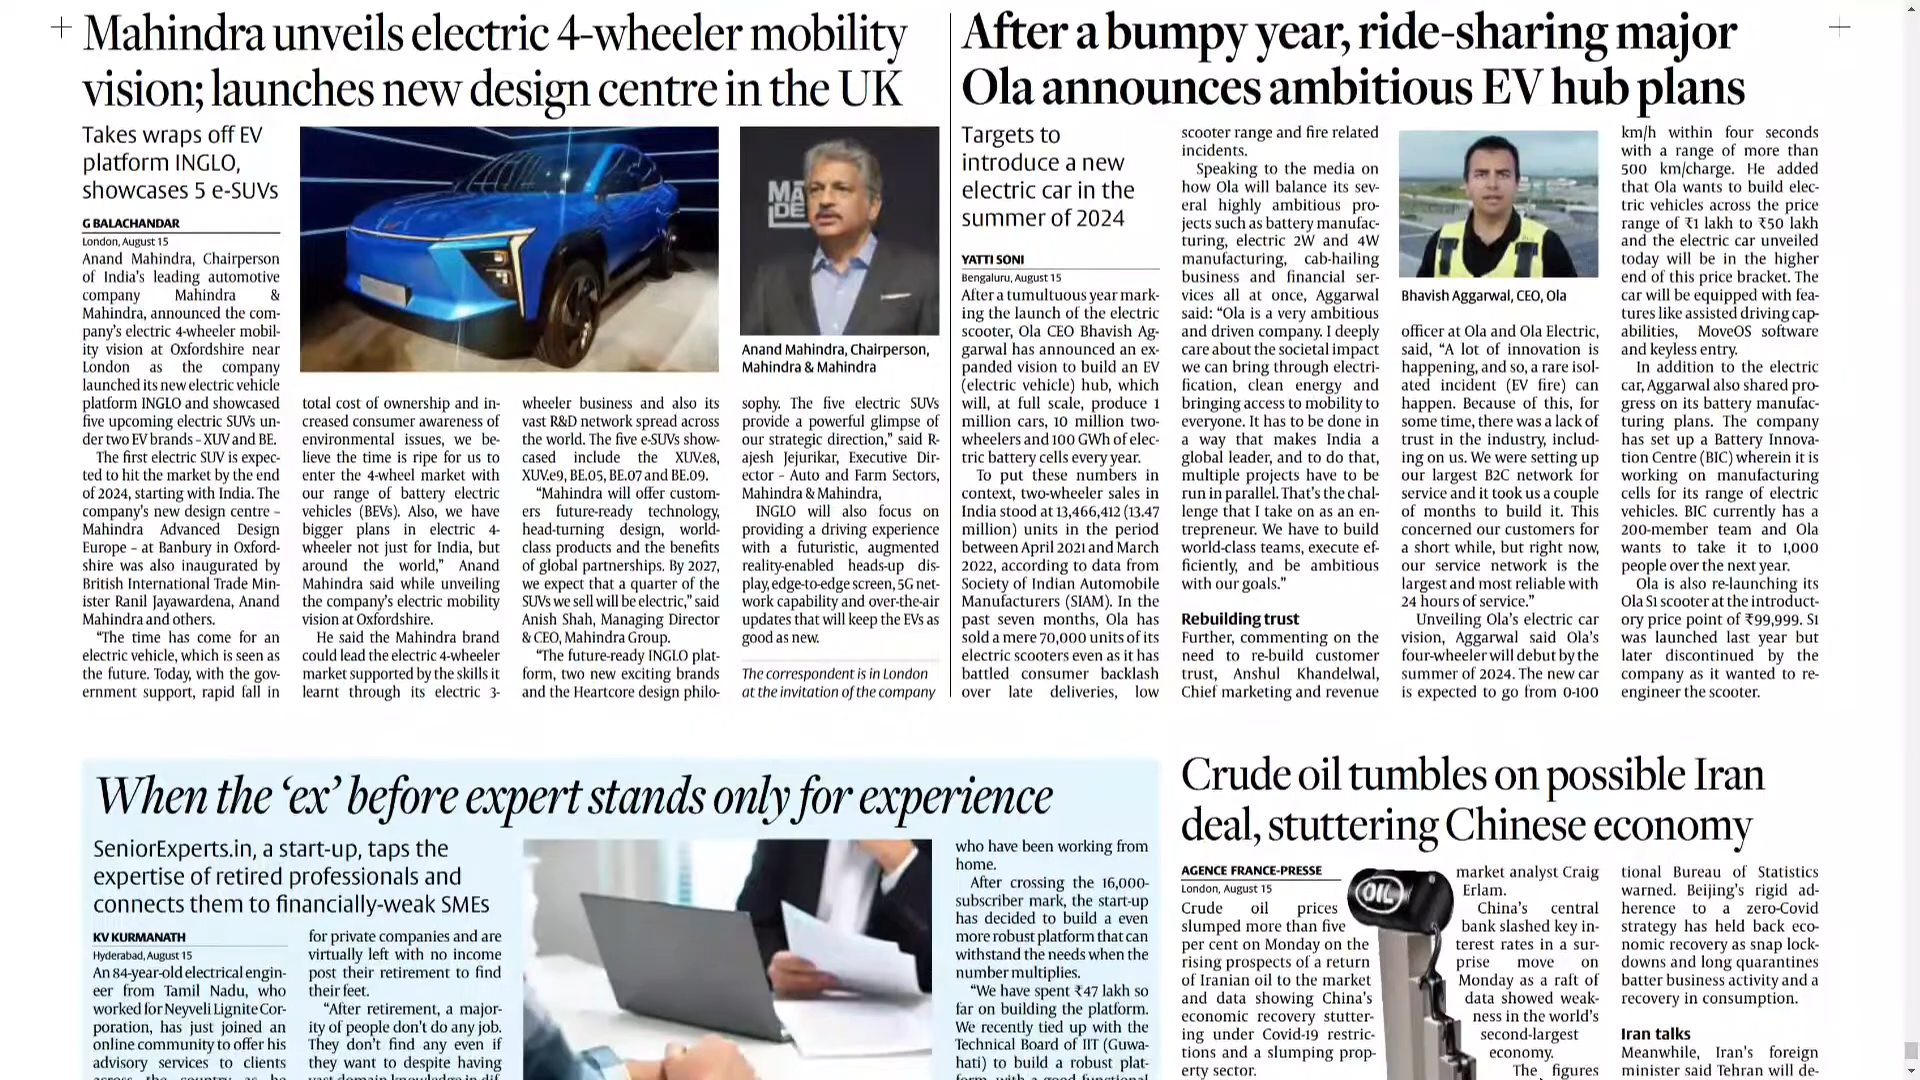 Mahindra unveils electric 4-wheeler mobility
vision; launches new design centre in the UK
Takes wraps off EV
platform INGLO,
showcases 5 e-SUVs
G BALACHANDAR
London, August 15
Anand Mahindra, Chairperson
of India's leading automotive
company Mahindra &
Mahindra, announced the com-
pany's electric 4-wheeler mobil-
ity vision at Oxfordshire near
London as the company
launched its new electric vehicle
platform INGLO and showcased
five upcoming electric SUVs un-
der two EV brands – XUV and BE.
The first electric SUV is expec-
ted to hit the market by the end
of 2024, starting with India. The
company's new design centre –
Mahindra Advanced Design
Europe – at Banbury in Oxford-
shire was also inaugurated by
British International Trade Min-
ister Ranil Jayawardena, Anand
Mahindra and others.
"The time has come for an
electric vehicle, which is seen as
the future. Today, with the gov-
ernment support, rapid fall in
total cost of ownership and in-
creased consumer awareness of
environmental issues, we be-
lieve the time is ripe for us to
enter the 4-wheel market with
our range of battery electric
vehicles (BEVs). Also, we have
bigger plans in electric 4-
wheeler not just for India, but
around the world," Anand
Mahindra said while unveiling
the company's electric mobility
vision at Oxfordshire.
He said the Mahindra brand
could lead the electric 4-wheeler
market supported by the skills it
learnt through its electric 3-
wheeler business and also its
vast R&D network spread across
the world. The five e-SUVs show-
cased include the XUV.e8,
XUV.e9, BE.05, BE.07 and BE.09.
"Mahindra will offer custom-
ers future-ready technology,
head-turning design, world-
class products and the benefits
of global partnerships. By 2027,
we expect that a quarter of the
SUVs we sell will be electric," said
Anish Shah, Managing Director
& CEO, Mahindra Group.
"The future-ready INGLO plat-
form, two new exciting brands
and the Heartcore design philo-
MA
DE
Anand Mahindra, Chairperson,
Mahindra & Mahindra
sophy. The five electric SUVs
provide a powerful glimpse of
our strategic direction," said R-
ajesh Jejurikar, Executive Dir-
ector – Auto and Farm Sectors,
Mahindra & Mahindra,
INGLO will also focus on
providing a driving experience
with a futuristic, augmented
reality-enabled heads-up dis-
play, edge-to-edge screen, 5G net-
work capability and over-the-air
updates that will keep the EVs as
good as new.
The correspondent is in London
at the invitation of the company
After a bumpy year, ride-sharing major
Ola announces ambitious EV hub plans
Targets to
introduce a new
electric car in the
summer of 2024
YATTI SONI
Bengaluru, August 15
After a tumultuous year mark-
ing the launch of the electric
scooter, Ola CEO Bhavish Ag-
garwal has announced an ex-
panded vision to build an EV
(electric vehicle) hub, which
will, at full scale, produce 1
million cars, 10 million two-
wheelers and 100 GWh of elec-
tric battery cells every year.
To put these numbers in
context, two-wheeler sales in
India stood at 13,466,412 (13.47
million) units in the period
between April 2021 and March
2022, according to data from
Society of Indian Automobile
Manufacturers (SIAM). In the
past seven months, Ola has
sold a mere 70,000 units of its
electric scooters even as it has
battled consumer backlash
over late deliveries, low
scooter range and fire related
incidents.
Speaking to the media on
how Ola will balance its sev-
eral highly ambitious pro-
jects such as battery manufac-
turing, electric 2W and 4W
manufacturing, cab-hailing
business and financial ser-
vices all at once, Aggarwal
said: "Ola is a very ambitious
and driven company. I deeply
care about the societal impact
we can bring through electri-
fication, clean energy and
bringing access to mobility to
everyone. It has to be done in
a way that makes India a
global leader, and to do that,
multiple projects have to be
run in parallel. That's the chal-
lenge that I take on as an en-
trepreneur. We have to build
world-class teams, execute ef-
ficiently, and be ambitious
with our goals."
Rebuilding trust
Further, commenting on the
need to re-build customer
trust, Anshul Khandelwal,
Chief marketing and revenue
Bhavish Aggarwal, CEO, Ola
officer at Ola and Ola Electric,
said, "A lot of innovation is
happening, and so, a rare isol-
ated incident (EV fire) can
happen. Because of this, for
some time, there was a lack of
trust in the industry, includ-
ing on us. We were setting up
our largest B2C network for
service and it took us a couple
of months to build it. This
concerned our customers for
a short while, but right now,
our service network is the
largest and most reliable with
24 hours of service."
Unveiling Ola's electric car
vision, Aggarwal said Ola's
four-wheeler will debut by the
summer of 2024. The new car
is expected to go from 0-100
km/h within four seconds
with a range of more than
500 km/charge. He added
that Ola wants to build elec-
tric vehicles across the price
range of ₹1 lakh to ₹50 lakh
and the electric car unveiled
today will be in the higher
end of this price bracket. The
car will be equipped with fea-
tures like assisted driving cap-
abilities, MoveOS software
and keyless entry.
In addition to the electric
car, Aggarwal also shared pro-
gress on its battery manufac-
turing plans. The company
has set up a Battery Innova-
tion Centre (BIC) wherein it is
working on manufacturing
cells for its range of electric
vehicles. BIC currently has a
200-member team and Ola
wants to take it to 1,000
people over the next year.
Ola is also re-launching its
Ola S1 scooter at the introduct-
ory price point of ₹99,999. S1
was launched last year but
later discontinued by the
company as it wanted to re-
engineer the scooter.
When the 'ex' before expert stands only for experience
SeniorExperts.in, a start-up, taps the
expertise of retired professionals and
connects them to financially-weak SMEs
KV KURMANATH
Hyderabad, August 15
An 84-year-old electrical engin-
eer from Tamil Nadu, who
worked for Neyveli Lignite Cor-
poration, has just joined an
online community to offer his
advisory services to clients
across the country as he
for private companies and are
virtually left with no income
post their retirement to find
their feet.
"After retirement, a major-
ity of people don't do any job.
They don't find any even if
they want to despite having
vast domain knowledge in dif-
who have been working from
home.
After crossing the 16,000-
subscriber mark, the start-up
has decided to build a even
more robust platform that can
withstand the needs when the
number multiplies.
"We have spent ₹47 lakh so
far on building the platform.
We recently tied up with the
Technical Board of IIT (Guwa-
hati) to build a robust plat-
form, with a good functional
Crude oil tumbles on possible Iran
deal, stuttering Chinese economy
AGENCE FRANCE-PRESSE
London, August 15
Crude oil prices
slumped more than five
per cent on Monday on the
rising prospects of a return
of Iranian oil to the market
and data showing China's
economic recovery stutter-
ing under Covid-19 restric-
tions and a slumping prop-
erty sector.
OIL
market analyst Craig
Erlam.
China's central
bank slashed key in-
terest rates in a sur-
prise move on
Monday as a raft of
data showed weak-
ness in the world's
second-largest
economy.
The figures
tional Bureau of Statistics
warned. Beijing's rigid ad-
herence to a zero-Covid
strategy has held back eco-
nomic recovery as snap lock-
downs and long quarantines
batter business activity and a
recovery in consumption.
Iran talks
Meanwhile, Iran's foreign
minister said Tehran will de-